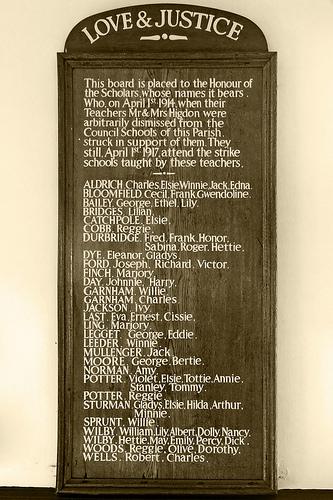 LOVE & JUSTICE
This board is placed to the Honour of
the Scholars, whose names it bears.
Who, on April 1st 1914, when their
Teachers Mr & Mrs Higdon were
arbitrarily dismissed from the
Council Schools of this Parish,
struck in support of them. They
still, April 1st 1917, attend the strike
schools taught by these teachers.
ALDRICH Charles, Elsie, Winnie, Jack, Edna.
BLOOMFIELD Cecil, Frank, Gwendoline.
BAILEY, George, Ethel, Lily.
BRIDGES, Lilian.
CATCHPOLE, Elsie.
COBB, Reggie.
DURBRIDGE, Fred, Frank, Honor,
Sabina, Roger, Hettie.
DYE, Eleanor, Gladys.
FORD, Joseph, Richard, Victor.
FINCH, Marjory.
DAY, Johnnie, Harry.
GARNHAM, Willie.
GARNHAM, Charles.
JACKSON, Ivy.
LAST, Eva, Ernest, Cissie.
LING, Marjory.
LEGGET, George, Eddie.
LEEDER, Winnie.
MULLENGER, Jack.
MOORE, George, Bertie.
NORMAN, Amy.
POTTER, Violet, Elsie, Tottie, Annie,
Stanley, Tommy.
POTTER, Reggie.
STURMAN, Gladys, Elsie, Hilda, Arthur,
Minnie.
SPRUNT, Willie.
WILBY, William, Lily, Albert, Dolly, Nancy.
WILBY, Hettie, May, Emily, Percy, Dick.
WOODS, Reggie, Olive, Dorothy.
WELLS, Robert, Charles.